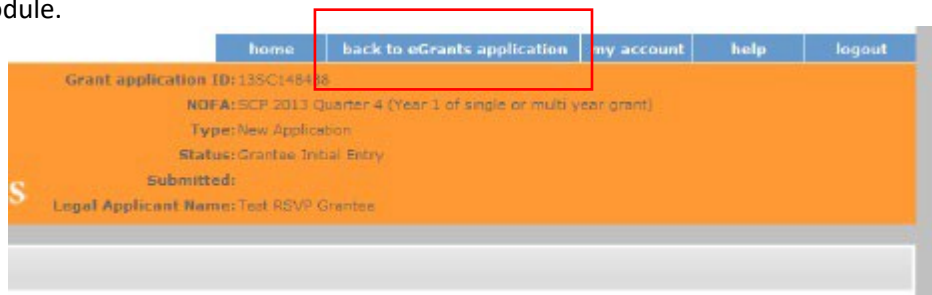 odule.
home back to eGrants application my account help logout
Grant application ID: 13SC148438
NOFA: SCP 2013 Quarter 4 (Year 1 of single or multi year grant)
Type: New Application
Status: Grantee Initial Entry
Submitted:
s
Legal Applicant Name: Test RSVP Grantee